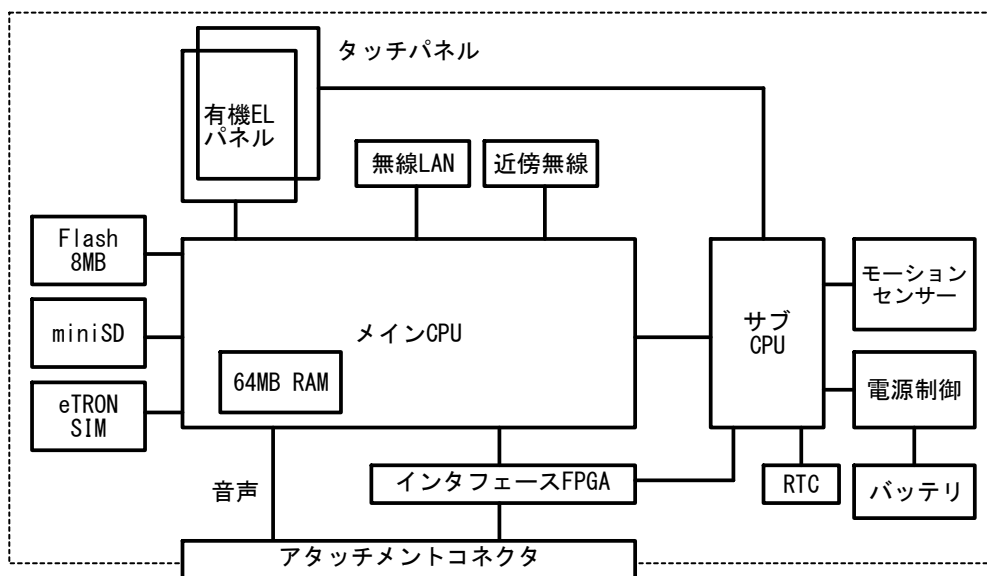 タッチパネル
有機EL
パネル
無線LAN
近傍無線
Flash
8MB
miniSD
eTRON
SIM
メインCPU
64MB RAM
サブ
CPU
モーション
センサー
電源制御
音声
インタフェースFPGA
RTC
バッテリ
アタッチメントコネクタ